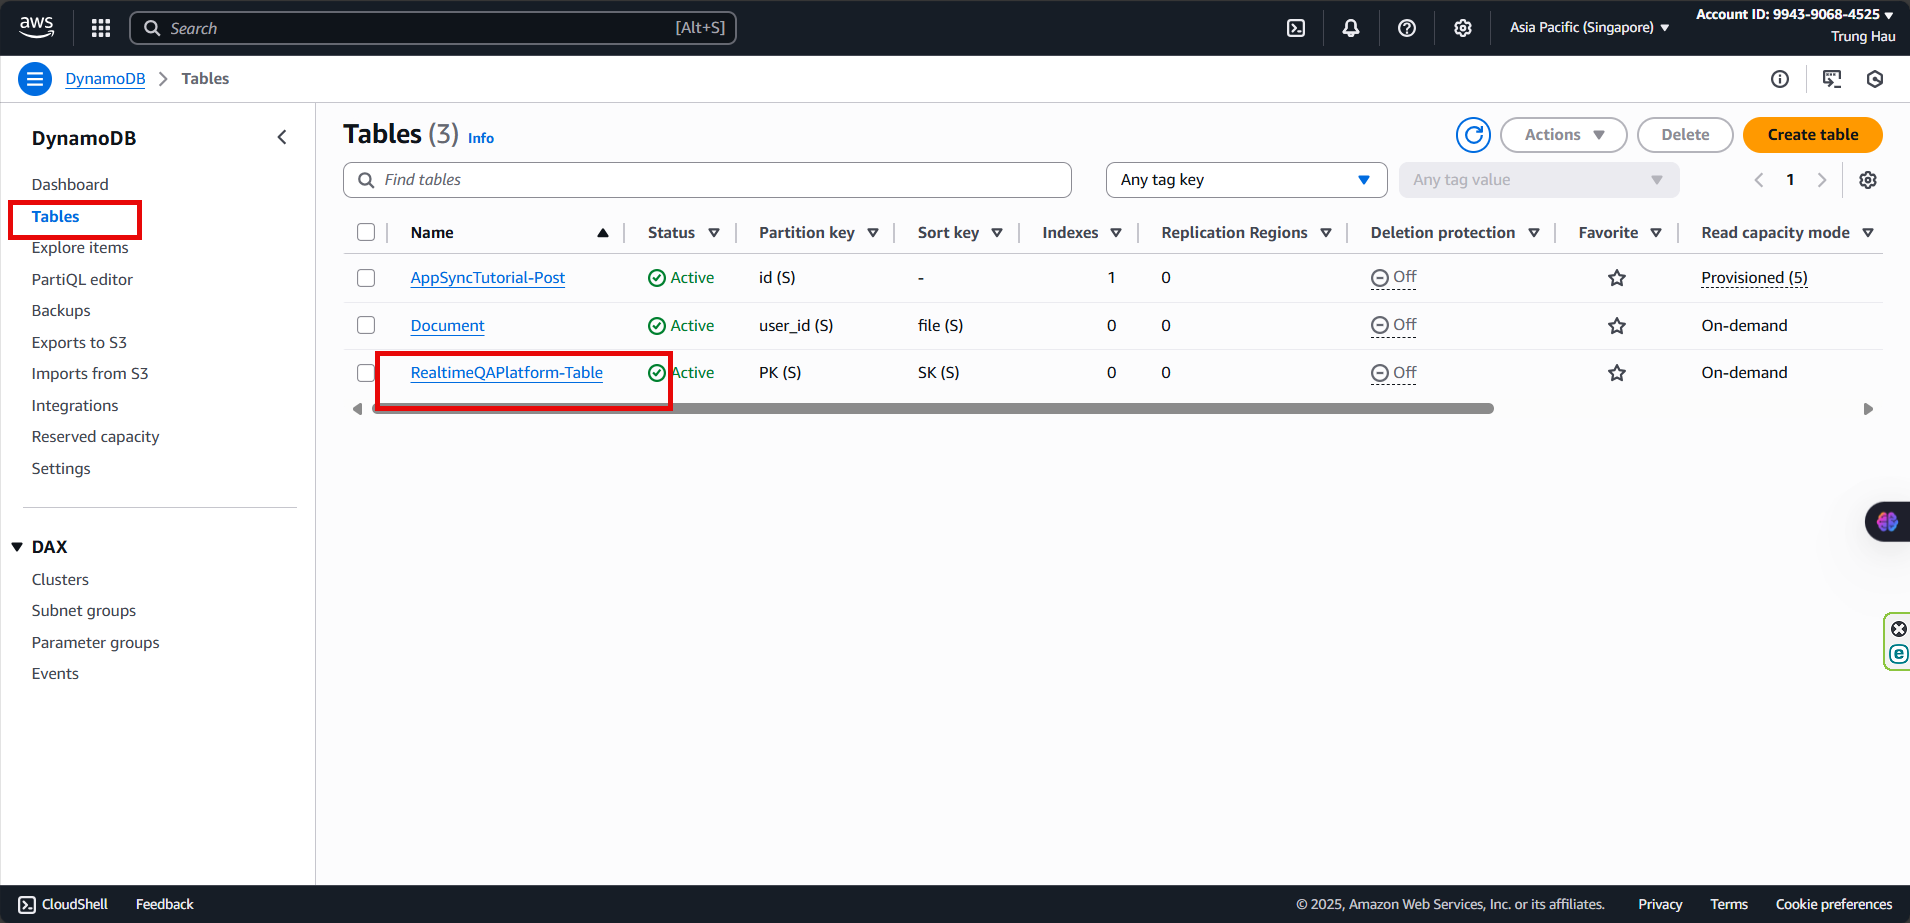 aws
Search [Alt+S]
Asia Pacific (Singapore)
Account ID: 9943-9068-4525
Trung Hau
DynamoDB Tables
DynamoDB
Dashboard
Tables
Explore items
PartiQL editor
Backups
Exports to S3
Imports from S3
Integrations
Reserved capacity
Settings
DAX
Clusters
Subnet groups
Parameter groups
Events
Tables (3) Info
Actions Delete Create table
Find tables Any tag key Any tag value 1
Name Status Partition key Sort key Indexes Replication Regions Deletion protection Favorite Read capacity mode
AppSyncTutorial-Post Active id (S) - 1 0 Off Provisioned (5)
Document Active user_id (S) file (S) 0 0 Off On-demand
RealtimeQAPlatform-Table Active PK (S) SK (S) 0 0 Off On-demand
CloudShell Feedback © 2025, Amazon Web Services, Inc. or its affiliates. Privacy Terms Cookie preferences